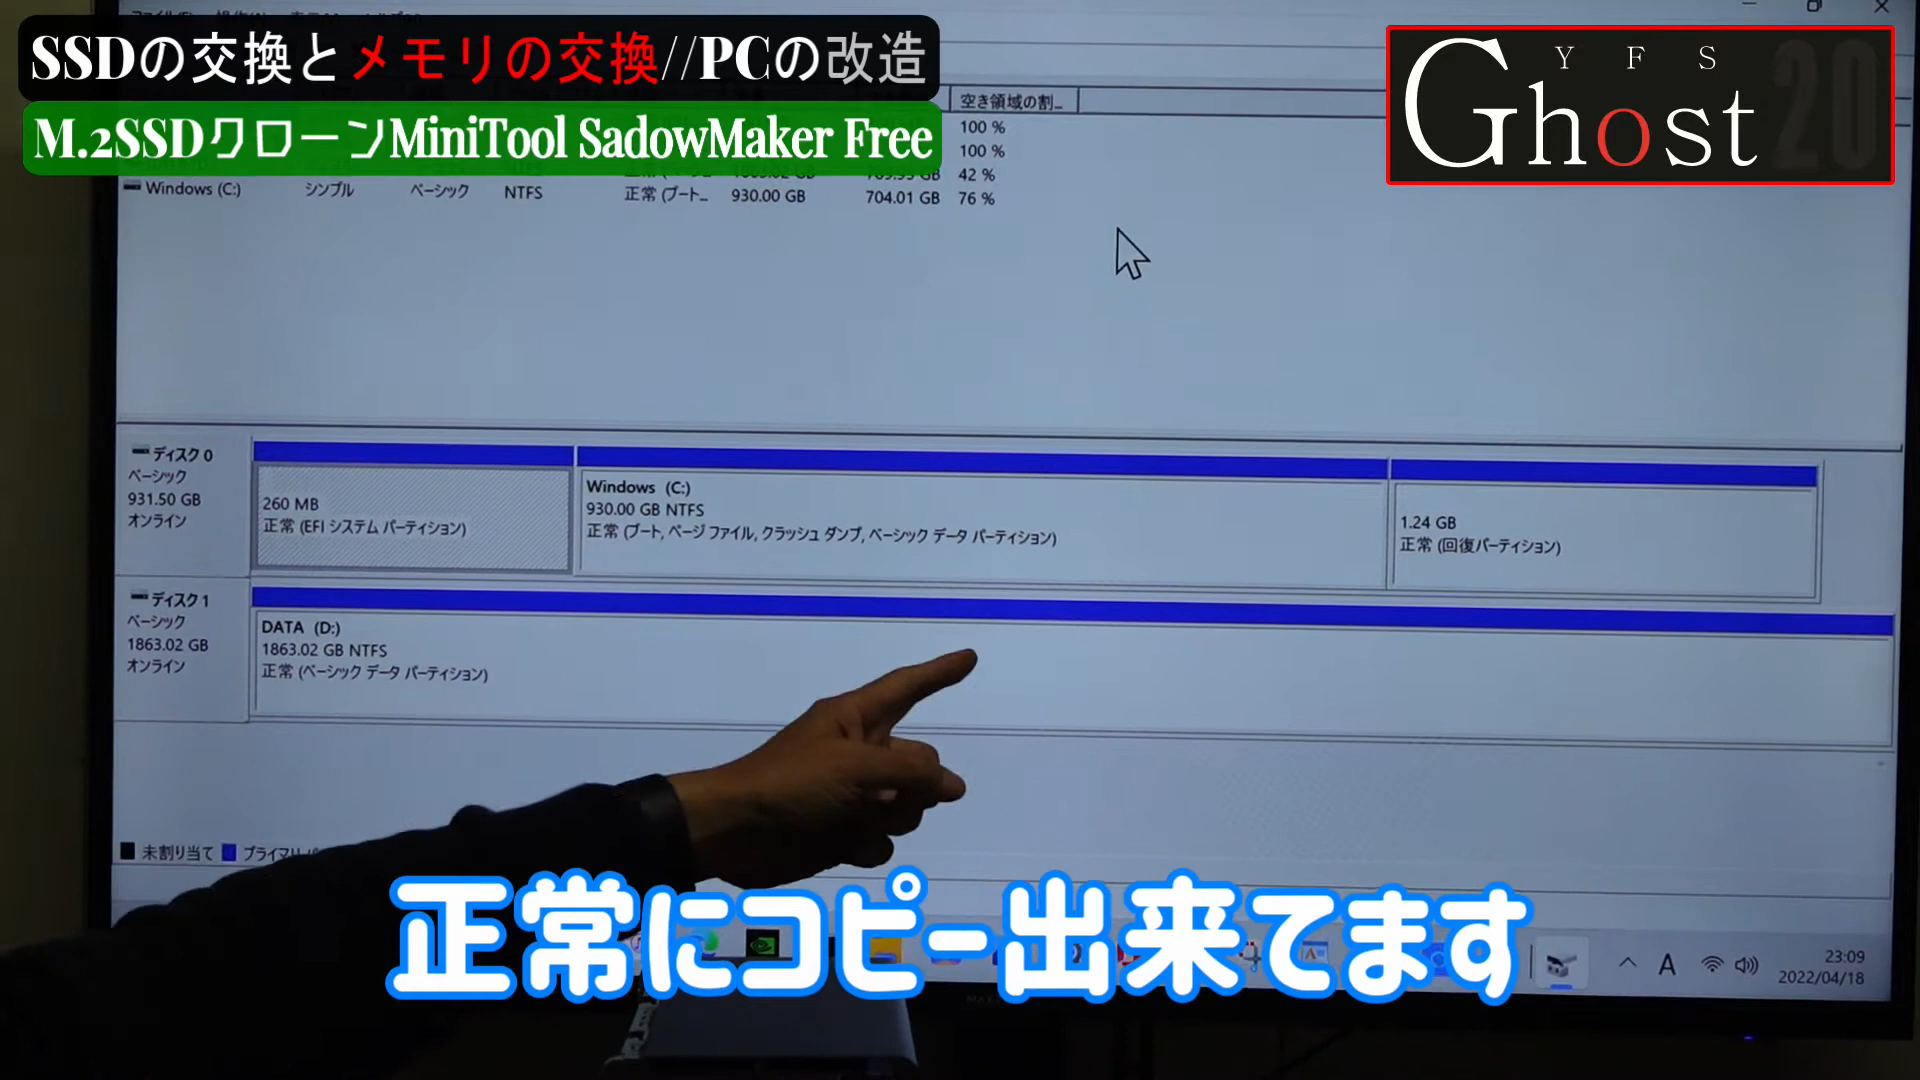 SSDの交換とメモリの交換//PCの改造
M.2SSDクローンMiniTool SadowMaker Free
Y F S
Ghost
20
空き領域の割...
100 %
100 %
42 %
Windows (C:) シンプル ベーシック NTFS 正常 (ブート... 930.00 GB 704.01 GB 76 %
ディスク 0
ベーシック
931.50 GB
オンライン
260 MB
正常 (EFI システム パーティション)
Windows (C:)
930.00 GB NTFS
正常 (ブート, ページ ファイル, クラッシュ ダンプ, ベーシック データ パーティション)
1.24 GB
正常 (回復パーティション)
ディスク 1
ベーシック
1863.02 GB
オンライン
DATA (D:)
1863.02 GB NTFS
正常 (ベーシック データ パーティション)
未割り当て プライマリ
正常にコピー出来てます
A
23:09
2022/04/18